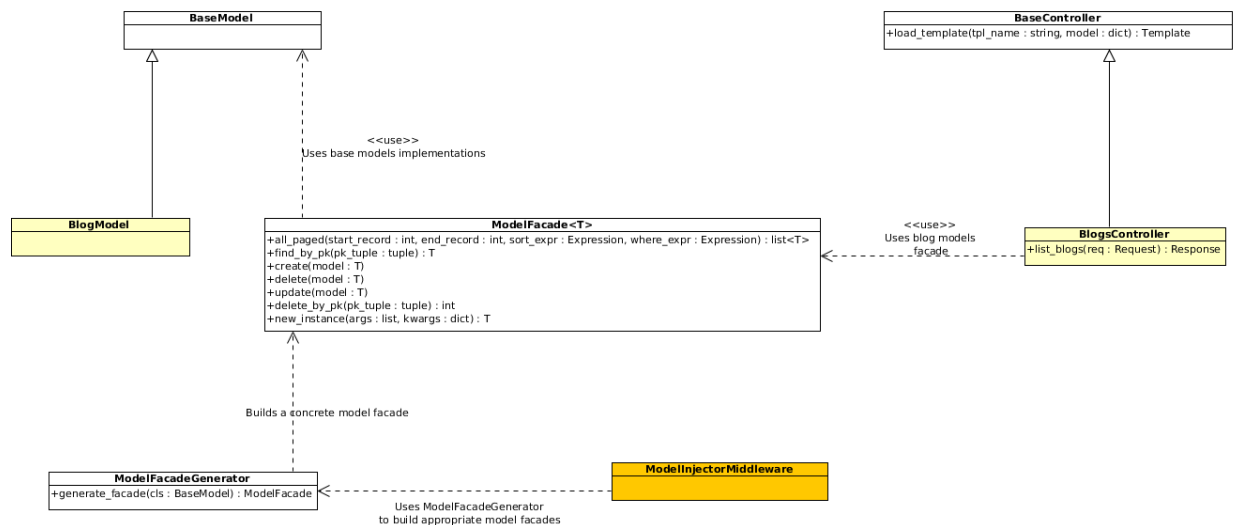 BaseModel
BaseController
+load_template(tpl_name : string, model : dict) : Template
<<use>>
Uses base models implementations
BlogModel
ModelFacade<T>
+all_paged(start_record : int, end_record : int, sort_expr : Expression, where_expr : Expression) : list<T>
+find_by_pk(pk_tuple : tuple) : T
+create(model : T)
+delete(model : T)
+update(model : T)
+delete_by_pk(pk_tuple : tuple) : int
+new_instance(args : list, kwargs : dict) : T
<<use>>
Uses blog models
facade
BlogsController
+list_blogs(req : Request) : Response
Builds a concrete model facade
ModelFacadeGenerator
+generate_facade(cls : BaseModel) : ModelFacade
ModelInjectorMiddleware
Uses ModelFacadeGenerator
to build appropriate model facades